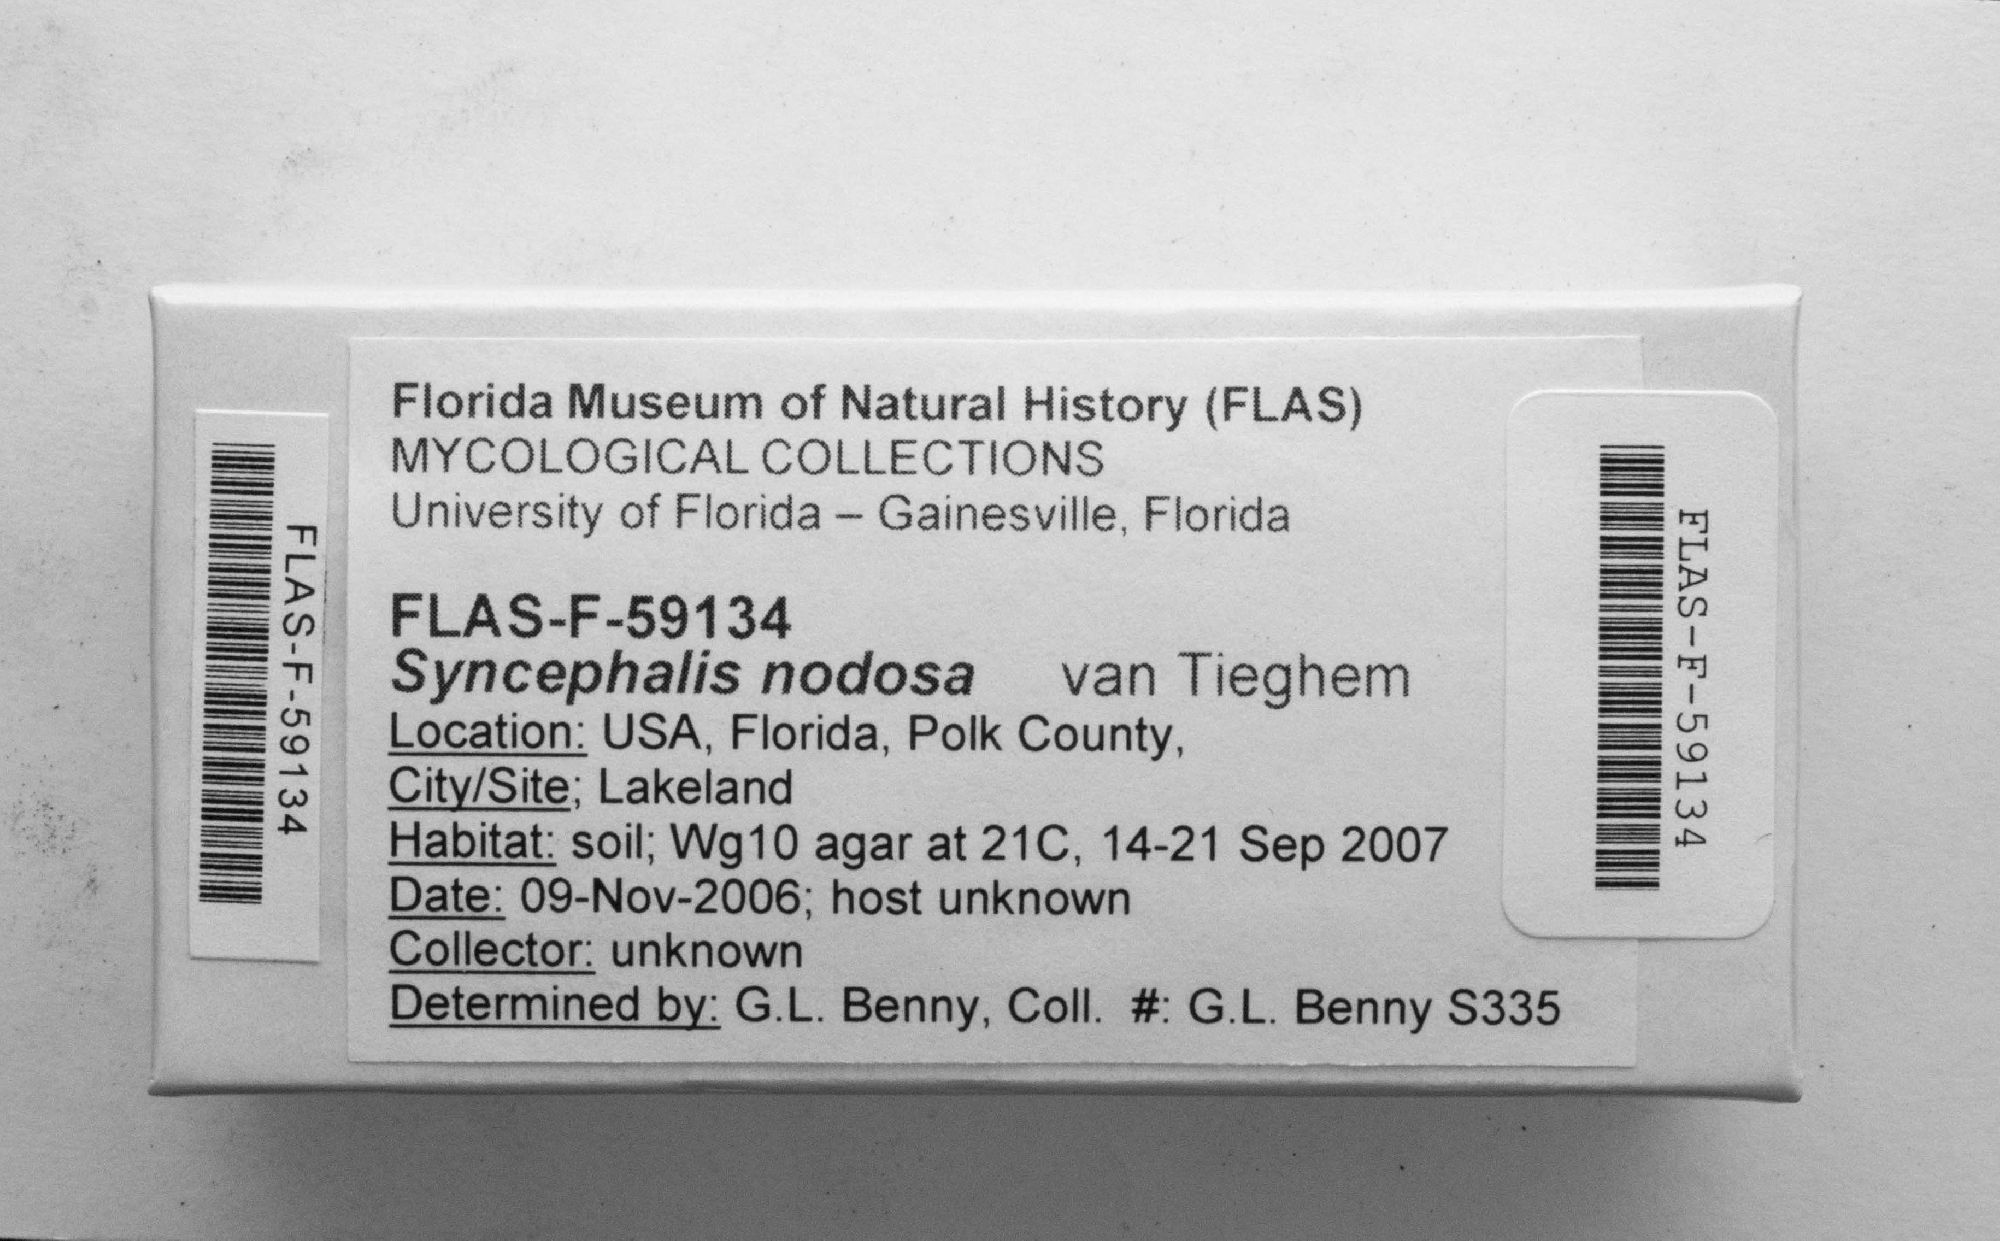 Florida Museum of Natural History (FLAS)
MYCOLOGICAL COLLECTIONS
University of Florida – Gainesville, Florida
FLAS-F-59134
Syncephalis nodosa van Tieghem
Location: USA, Florida, Polk County,
City/Site; Lakeland
Habitat: soil; Wg10 agar at 21C, 14-21 Sep 2007
Date: 09-Nov-2006; host unknown
Collector: unknown
Determined by: G.L. Benny, Coll. #: G.L. Benny S335
FLAS-F-59134
FLAS-F-59134